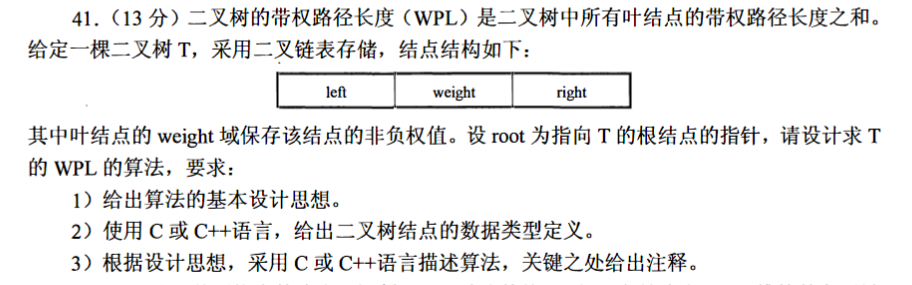 41．（13 分）二叉树的带权路径长度（WPL）是二叉树中所有叶结点的带权路径长度之和。
给定一棵二叉树 T，采用二叉链表存储，结点结构如下：
left weight right
其中叶结点的 weight 域保存该结点的非负权值。设 root 为指向 T 的根结点的指针，请设计求 T
的 WPL 的算法，要求：
1）给出算法的基本设计思想。
2）使用 C 或 C++语言，给出二叉树结点的数据类型定义。
3）根据设计思想，采用 C 或 C++语言描述算法，关键之处给出注释。